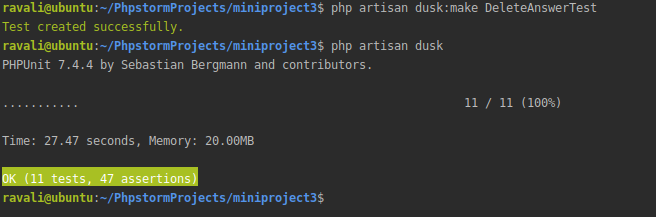 ravali@ubuntu:~/PhpstormProjects/miniproject3$ php artisan dusk:make DeleteAnswerTest
Test created successfully.
ravali@ubuntu:~/PhpstormProjects/miniproject3$ php artisan dusk
PHPUnit 7.4.4 by Sebastian Bergmann and contributors.
........... 11 / 11 (100%)
Time: 27.47 seconds, Memory: 20.00MB
OK (11 tests, 47 assertions)
ravali@ubuntu:~/PhpstormProjects/miniproject3$